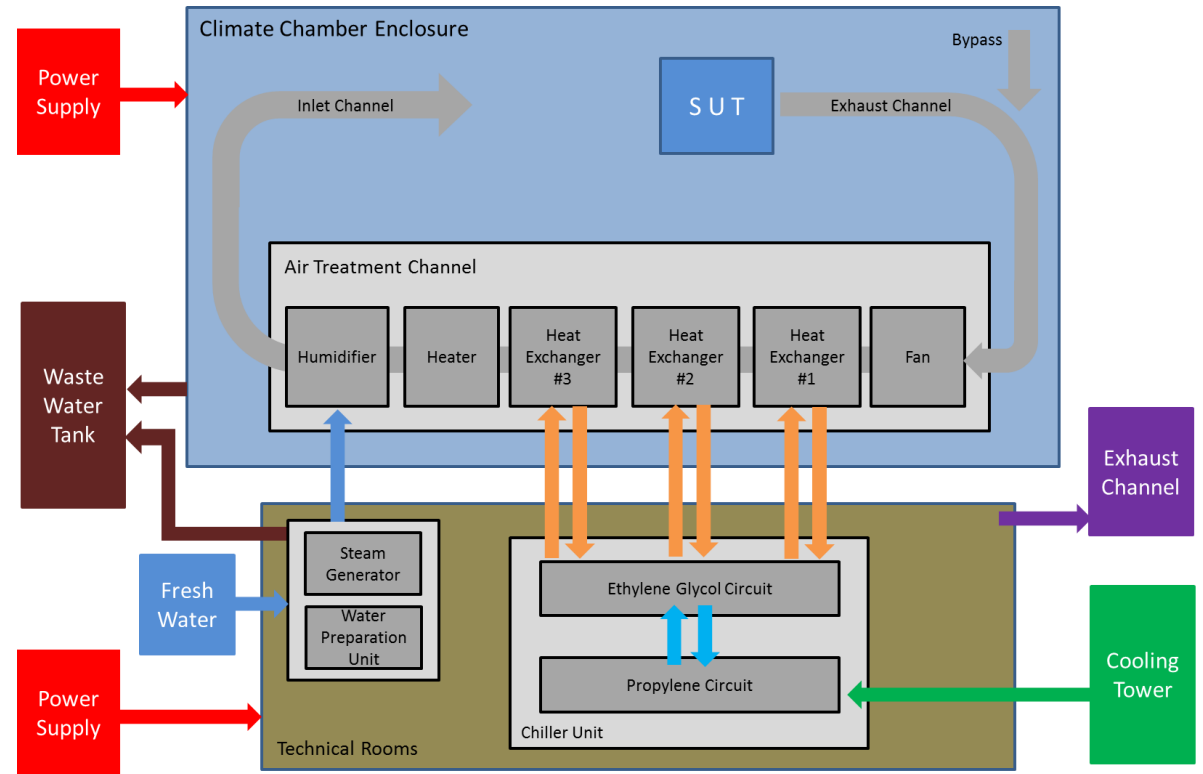 Climate Chamber Enclosure
Power
Supply
Bypass
Inlet Channel
S U T
Exhaust Channel
Air Treatment Channel
Humidifier
Heater
Heat
Exchanger
#3
Heat
Exchanger
#2
Heat
Exchanger
#1
Fan
Waste
Water
Tank
Exhaust
Channel
Steam
Generator
Water
Preparation
Unit
Fresh
Water
Ethylene Glycol Circuit
Propylene Circuit
Chiller Unit
Cooling
Tower
Power
Supply
Technical Rooms